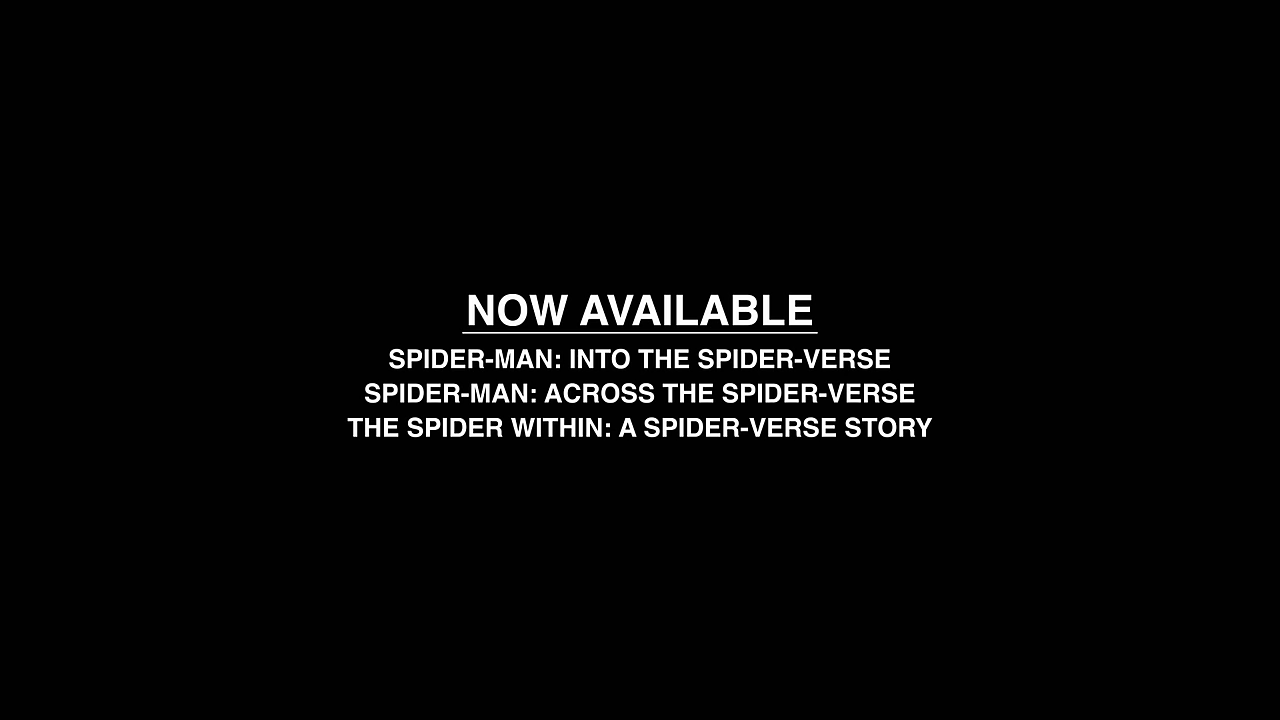 NOW AVAILABLE
SPIDER-MAN: INTO THE SPIDER-VERSE
SPIDER-MAN: ACROSS THE SPIDER-VERSE
THE SPIDER WITHIN: A SPIDER-VERSE STORY